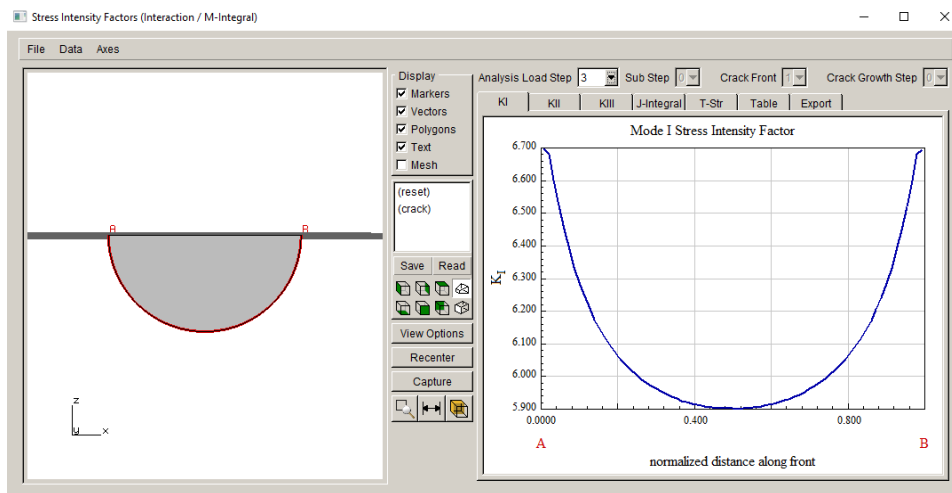 Stress Intensity Factors (Interaction / M-Integral)
File Data Axes
A B
z
y x
Display
Markers
Vectors
Polygons
Text
Mesh
(reset)
(crack)
Save Read
View Options
Recenter
Capture
Analysis Load Step 3 Sub Step 0 Crack Front 1 Crack Growth Step 0
KI KII KIII J-Integral T-Str Table Export
Mode I Stress Intensity Factor
6.700
6.600
6.500
6.400
6.300
6.200
6.100
6.000
5.900
KI
0.0000 0.400 0.800
A B
normalized distance along front